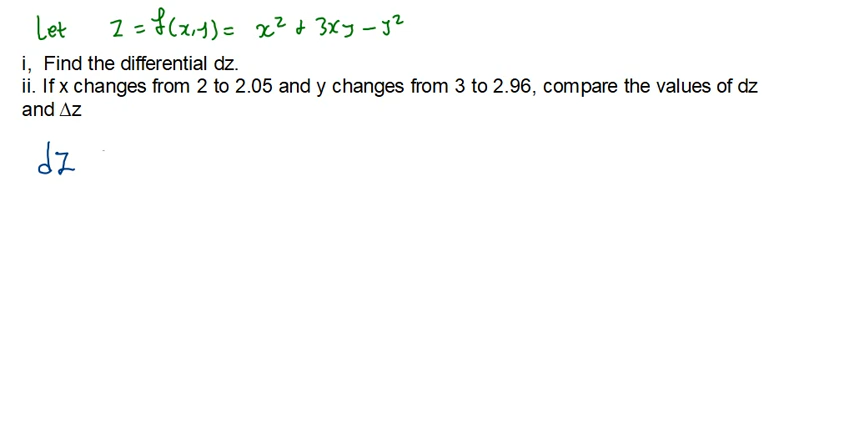 Let z = f(x,y) = x² + 3xy - y²
i, Find the differential dz.
ii. If x changes from 2 to 2.05 and y changes from 3 to 2.96, compare the values of dz
and ∆z
dz